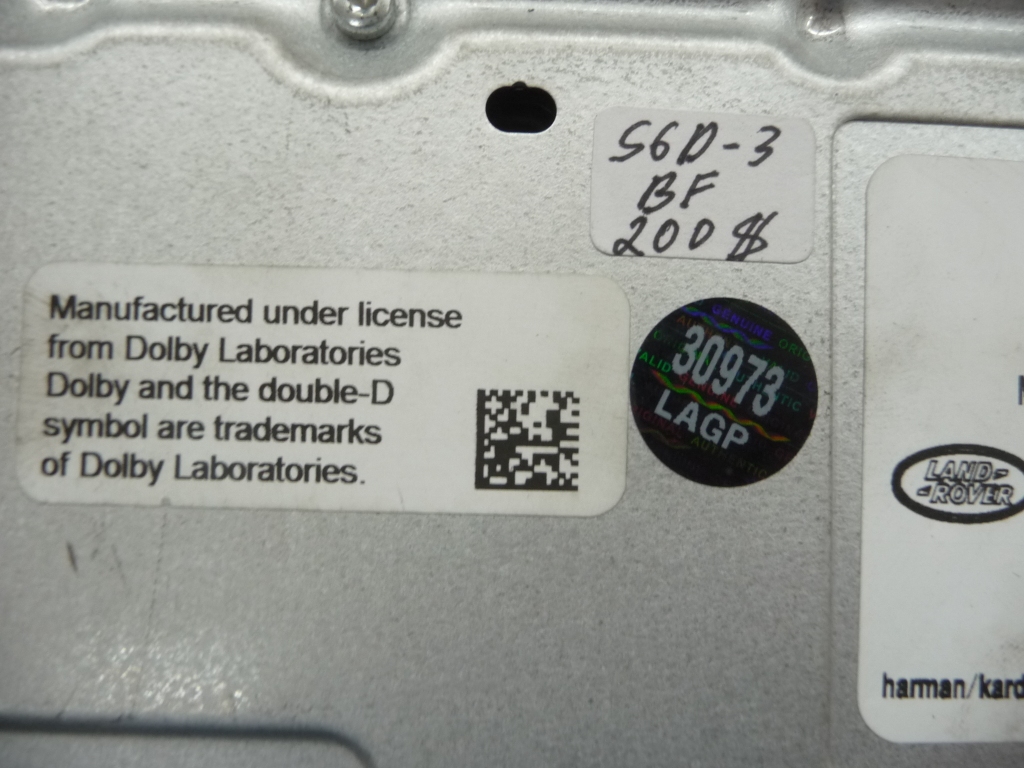 S6D-3
BF
200$
Manufactured under license
from Dolby Laboratories
Dolby and the double-D
symbol are trademarks
of Dolby Laboratories.
GENUINE
30973
LAGP
LAND-
-ROVER
harman/kard